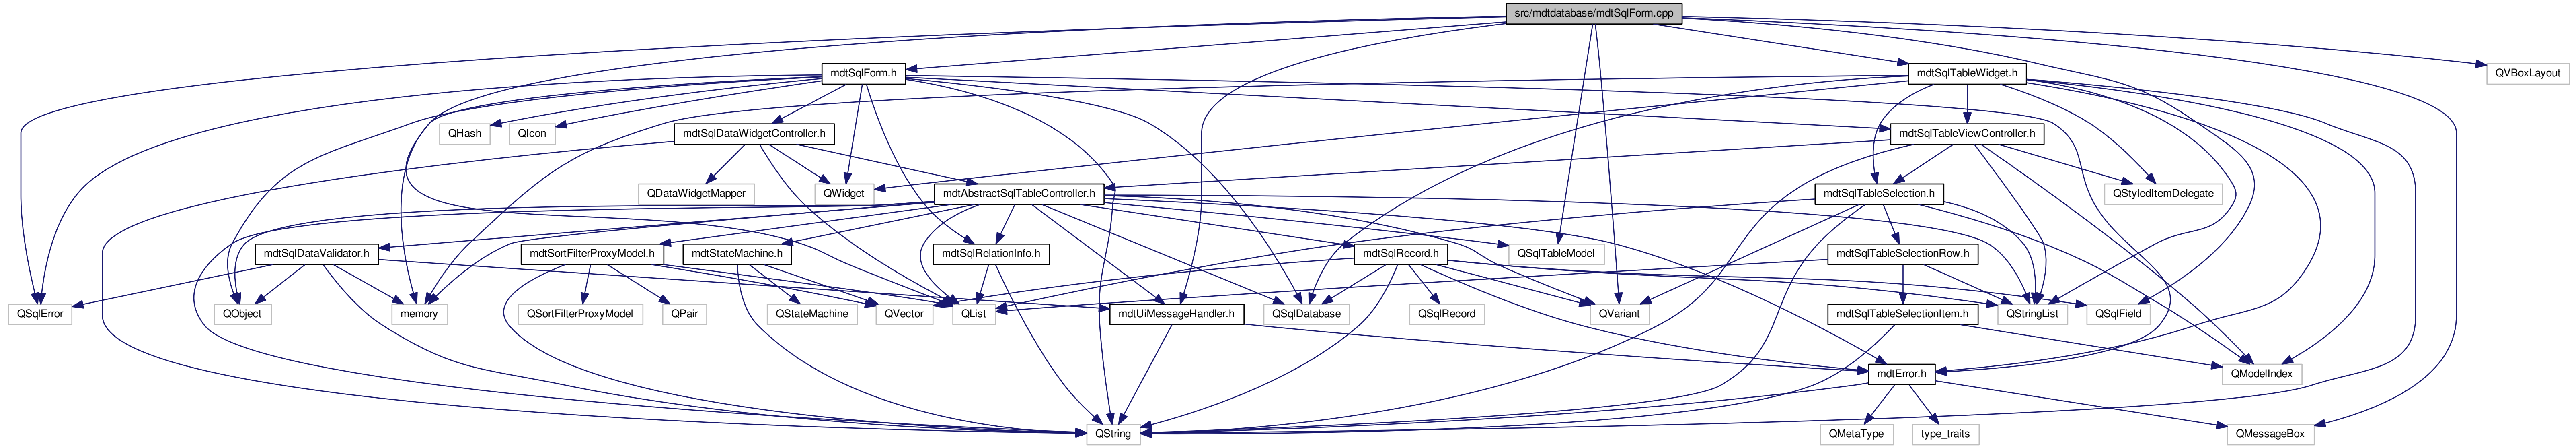 src/mdtdatabase/mdtSqlForm.cpp
mdtSqlForm.h
mdtSqlTableWidget.h
QVBoxLayout
QHash
QIcon
mdtSqlDataWidgetController.h
mdtSqlTableViewController.h
QDataWidgetMapper
QWidget
mdtAbstractSqlTableController.h
mdtSqlTableSelection.h
QStyledItemDelegate
mdtSqlDataValidator.h
mdtSortFilterProxyModel.h
mdtStateMachine.h
mdtSqlRelationInfo.h
mdtSqlRecord.h
QSqlTableModel
mdtSqlTableSelectionRow.h
QSqlError
QObject
memory
QSortFilterProxyModel
QPair
QStateMachine
QVector
QList
mdtUiMessageHandler.h
QSqlDatabase
QSqlRecord
QVariant
mdtSqlTableSelectionItem.h
QStringList
QSqlField
mdtError.h
QModelIndex
QString
QMetaType
type_traits
QMessageBox